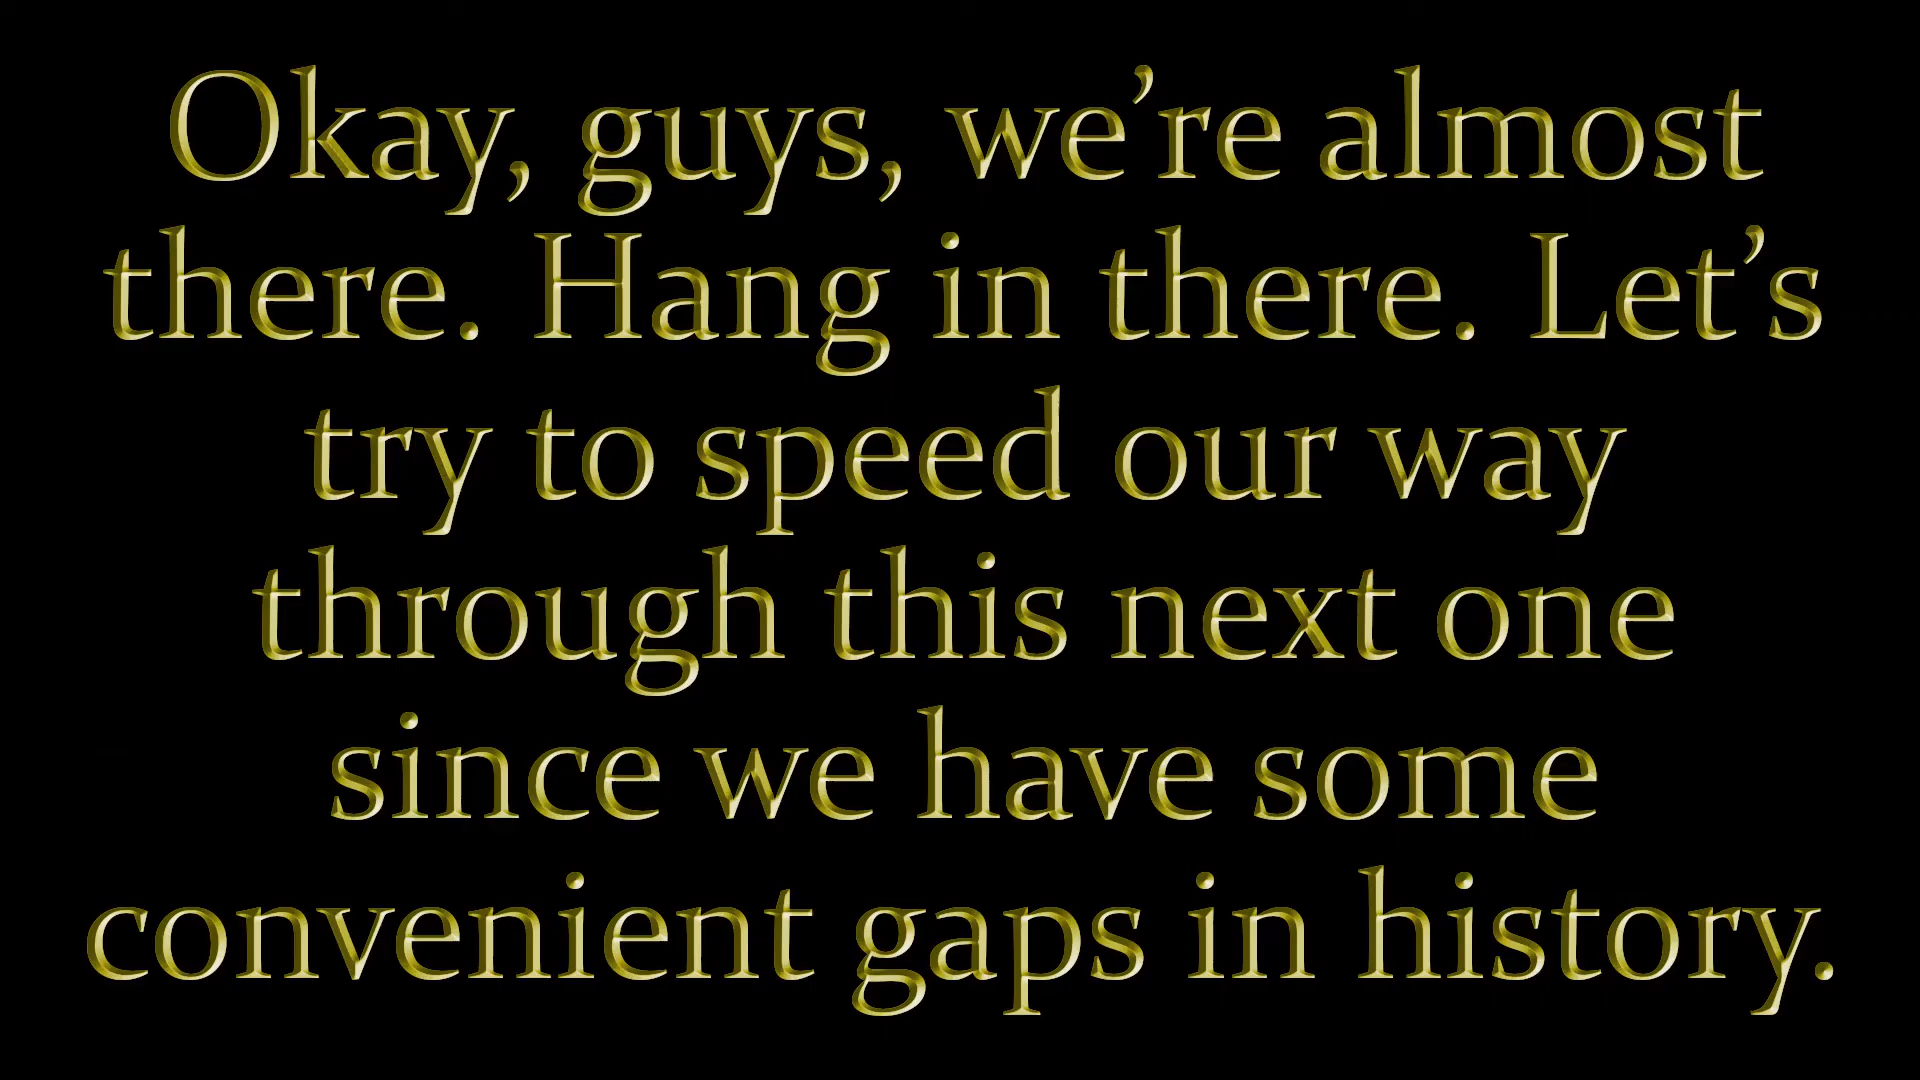 Okay, guys, we’re almost
there. Hang in there. Let’s
try to speed our way
through this next one
since we have some
convenient gaps in history.